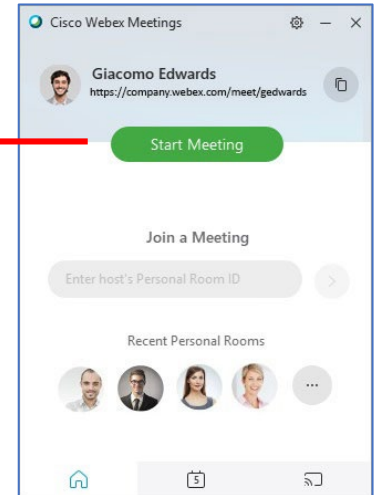 Cisco Webex Meetings
Giacomo Edwards
https://company.webex.com/meet/gedwards
Start Meeting
Join a Meeting
Enter host's Personal Room ID
Recent Personal Rooms
...
5